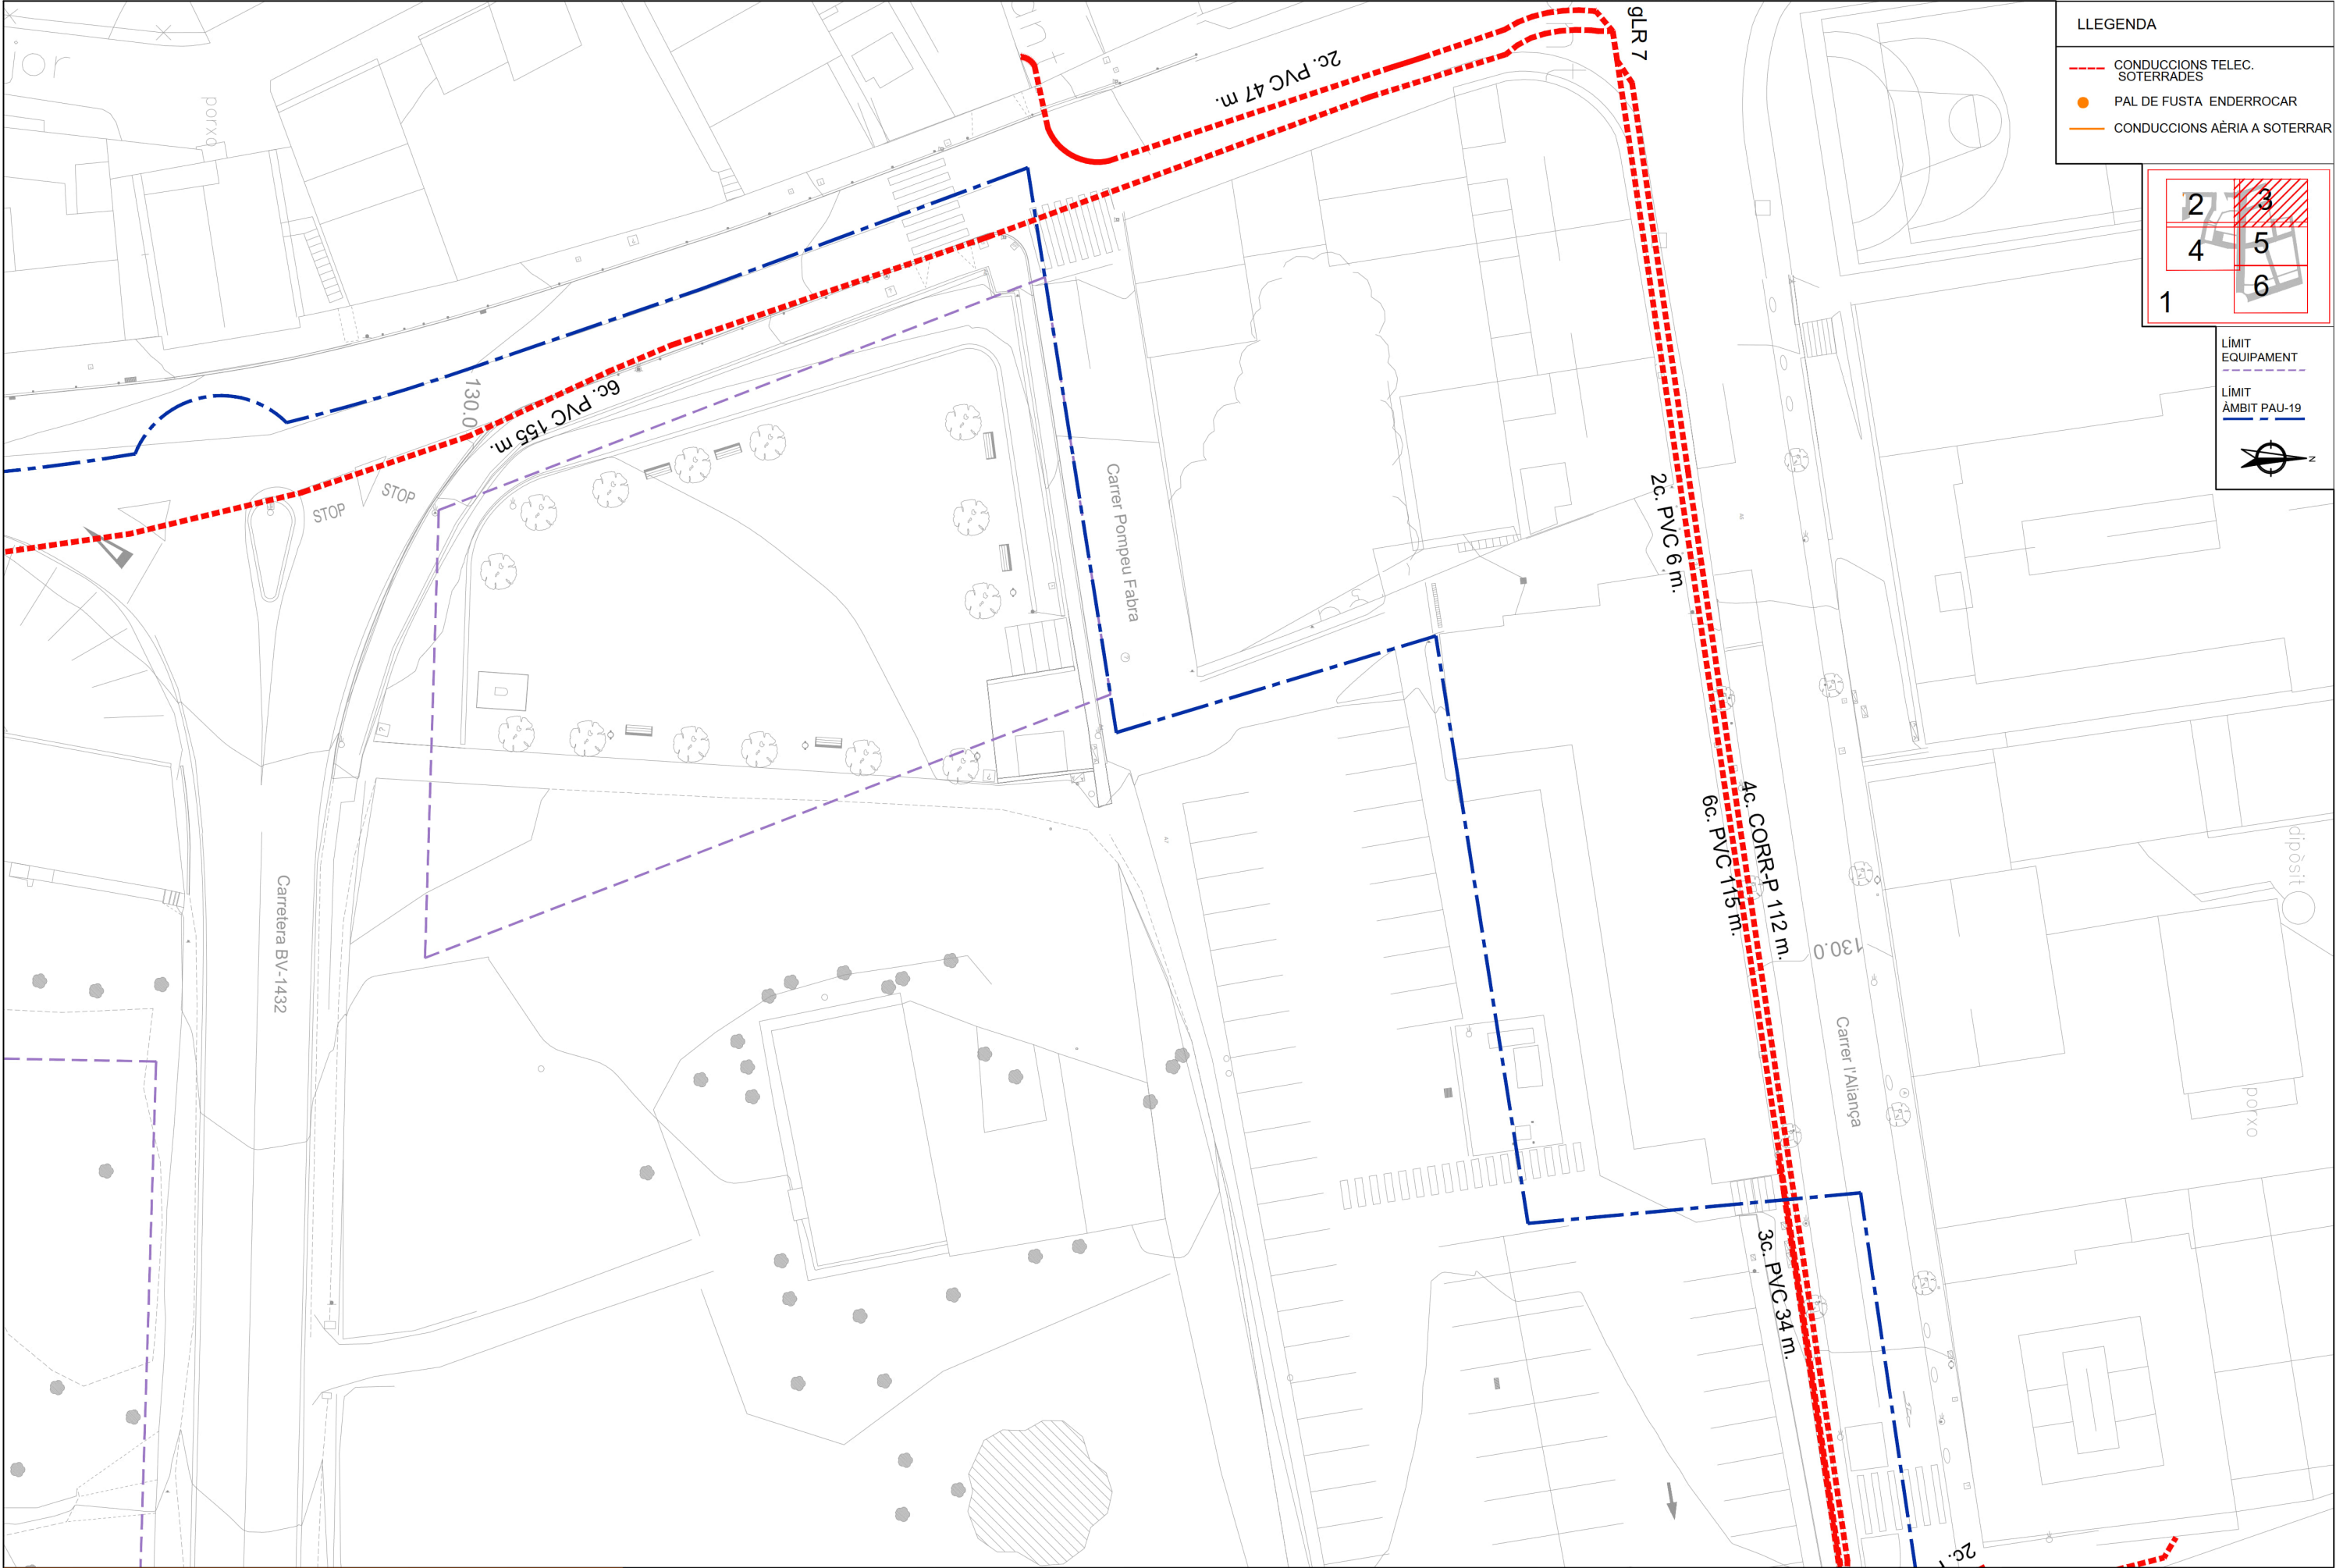 LLEGENDA
CONDUCCIONS TELEC.
SOTERRADES
PAL DE FUSTA ENDERROCAR
CONDUCCIONS AÈRIA A SOTERRAR
2
3
4
5
6
1
LÍMIT
EQUIPAMENT
LÍMIT
ÀMBIT PAU-19
N
gLR 7
2c. PVC 47 m.
porxo
130.0
6c. PVC 155 m.
STOP
STOP
Carrer Pompeu Fabra
2c. PVC 6 m.
4c. CORR-P 112 m.
6c. PVC 115 m.
130.0
dipòsit
Carretera BV-1432
Carrer l'Aliança
porxo
3c. PVC 34 m.
2c.